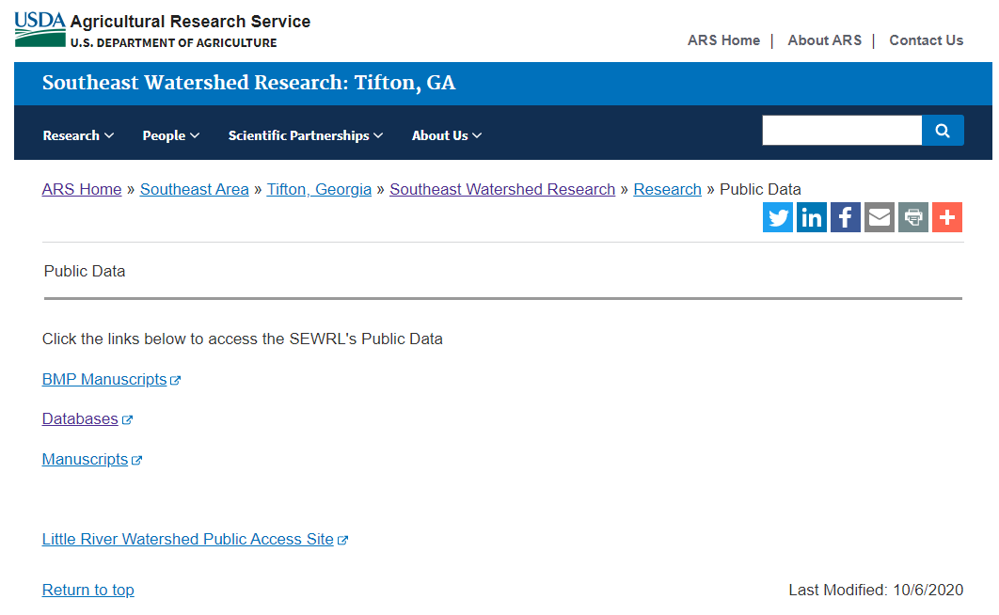 USDA Agricultural Research Service
U.S. DEPARTMENT OF AGRICULTURE
ARS Home | About ARS | Contact Us
Southeast Watershed Research: Tifton, GA
Research People Scientific Partnerships About Us
ARS Home » Southeast Area » Tifton, Georgia » Southeast Watershed Research » Research » Public Data
Public Data
Click the links below to access the SEWRL's Public Data
BMP Manuscripts
Databases
Manuscripts
Little River Watershed Public Access Site
Return to top Last Modified: 10/6/2020